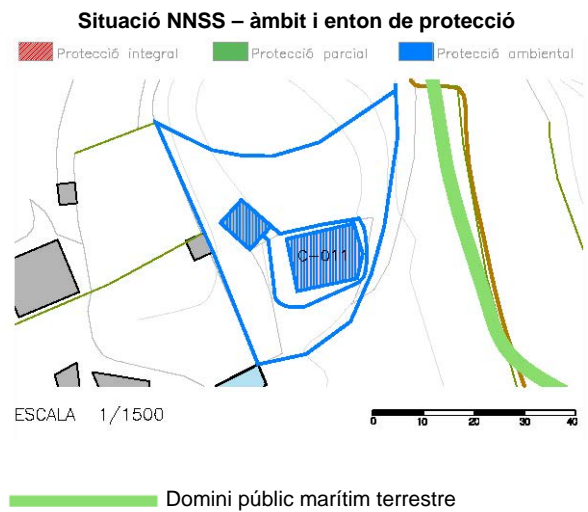 Situació NNSS – àmbit i enton de protecció
Protecció integral Protecció parcial Protecció ambiental
C-011
ESCALA 1/1500
0 10 20 30 40
Domini públic marítim terrestre